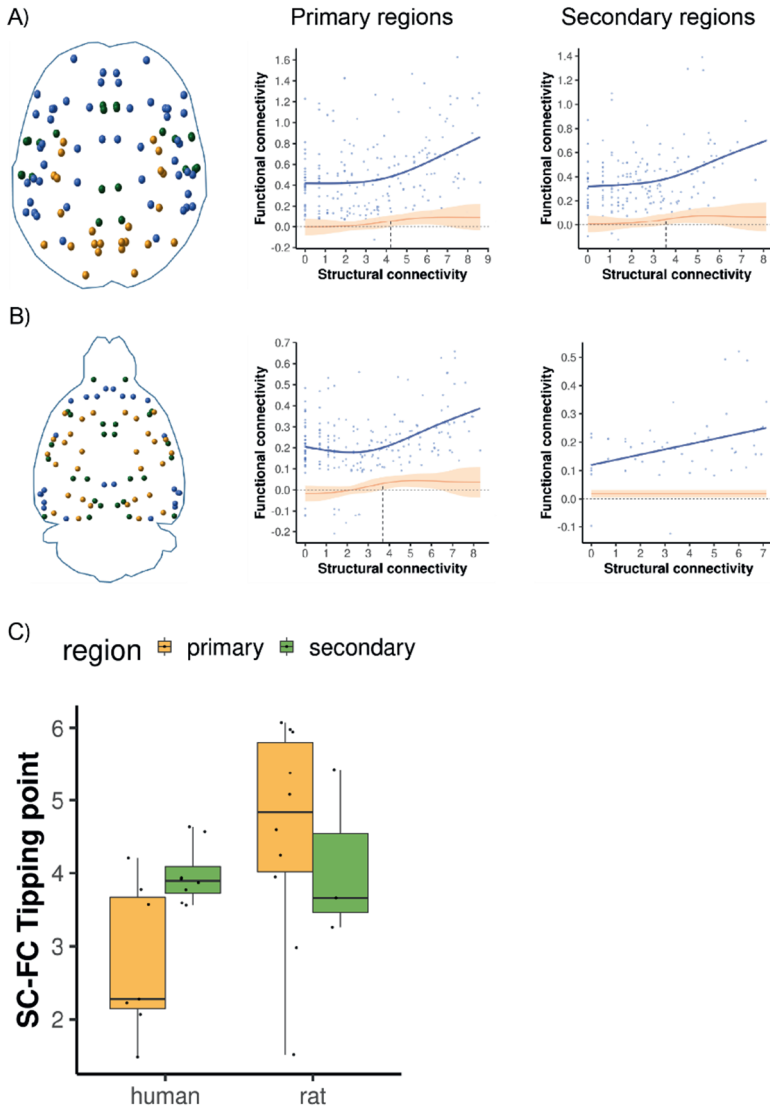 A)
Primary regions
Secondary regions
Functional connectivity
1.6
1.4
1.2
1.0
0.8
0.6
0.4
0.2
0.0
-0.2
0 1 2 3 4 5 6 7 8 9
Structural connectivity
Functional connectivity
1.4
1.2
1.0
0.8
0.6
0.4
0.2
0.0
0 1 2 3 4 5 6 7 8
Structural connectivity
B)
Functional connectivity
0.7
0.6
0.5
0.4
0.3
0.2
0.1
0.0
-0.1
-0.2
0 1 2 3 4 5 6 7 8
Structural connectivity
Functional connectivity
0.5
0.4
0.3
0.2
0.1
0.0
-0.1
0 1 2 3 4 5 6 7
Structural connectivity
C)
region primary secondary
SC-FC Tipping point
6
5
4
3
2
human rat